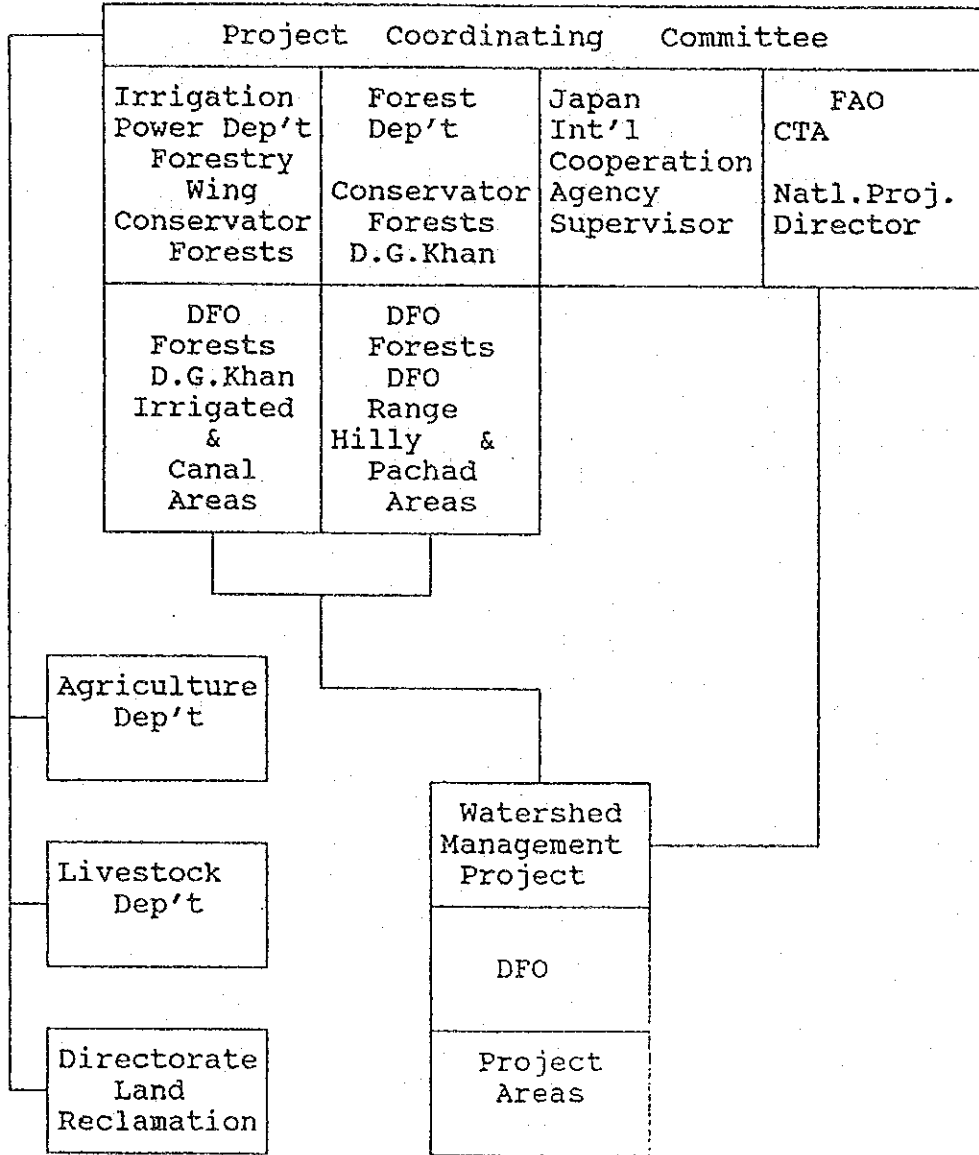 Project Coordinating Committee
Irrigation
Power Dep't
Forestry
Wing
Conservator
Forests
Forest
Dep't
Conservator
Forests
D.G.Khan
Japan
Int'l
Cooperation
Agency
Supervisor
FAO
CTA
Natl.Proj.
Director
DFO
Forests
D.G.Khan
Irrigated
&
Canal
Areas
DFO
Forests
DFO
Range
Hilly &
Pachad
Areas
Agriculture
Dep't
Livestock
Dep't
Directorate
Land
Reclamation
Watershed
Management
Project
DFO
Project
Areas